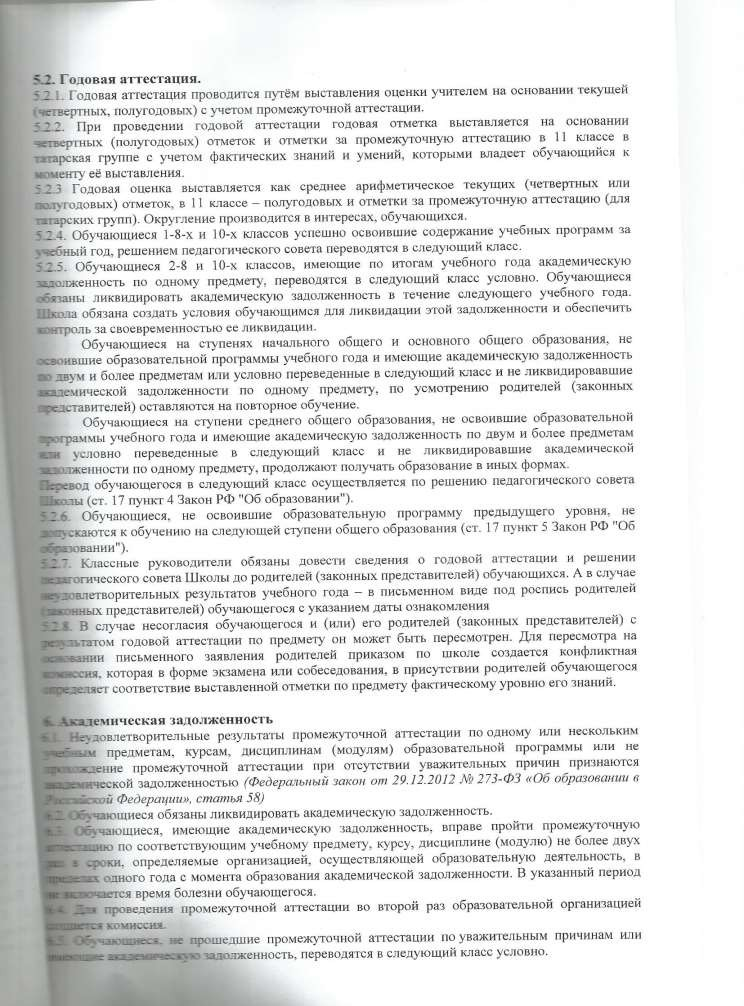 5.2. Годовая аттестация.
5.2.1. Годовая аттестация проводится путём выставления оценки учителем на основании текущей
(четвертных, полугодовых) с учетом промежуточной аттестации.
5.2.2. При проведении годовой аттестации годовая отметка выставляется на основании
четвертных (полугодовых) отметок и отметки за промежуточную аттестацию в 11 классе в
татарская группе с учетом фактических знаний и умений, которыми владеет обучающийся к
моменту её выставления.
5.2.3 Годовая оценка выставляется как среднее арифметическое текущих (четвертных или
полугодовых) отметок, в 11 классе – полугодовых и отметки за промежуточную аттестацию (для
татарских групп). Округление производится в интересах, обучающихся.
5.2.4. Обучающиеся 1-8-х и 10-х классов успешно освоившие содержание учебных программ за
учебный год, решением педагогического совета переводятся в следующий класс.
5.2.5. Обучающиеся 2-8 и 10-х классов, имеющие по итогам учебного года академическую
задолженность по одному предмету, переводятся в следующий класс условно. Обучающиеся
обязаны ликвидировать академическую задолженность в течение следующего учебного года.
Школа обязана создать условия обучающимся для ликвидации этой задолженности и обеспечить
контроль за своевременностью ее ликвидации.
Обучающиеся на ступенях начального общего и основного общего образования, не
освоившие образовательной программы учебного года и имеющие академическую задолженность
по двум и более предметам или условно переведенные в следующий класс и не ликвидировавшие
академической задолженности по одному предмету, по усмотрению родителей (законных
представителей) оставляются на повторное обучение.
Обучающиеся на ступени среднего общего образования, не освоившие образовательной
программы учебного года и имеющие академическую задолженность по двум и более предметам
или условно переведенные в следующий класс и не ликвидировавшие академической
задолженности по одному предмету, продолжают получать образование в иных формах.
Перевод обучающегося в следующий класс осуществляется по решению педагогического совета
Школы (ст. 17 пункт 4 Закон РФ "Об образовании").
5.2.6. Обучающиеся, не освоившие образовательную программу предыдущего уровня, не
допускаются к обучению на следующей ступени общего образования (ст. 17 пункт 5 Закон РФ "Об
образовании").
5.2.7. Классные руководители обязаны довести сведения о годовой аттестации и решении
педагогического совета Школы до родителей (законных представителей) обучающихся. А в случае
неудовлетворительных результатов учебного года – в письменном виде под роспись родителей
(законных представителей) обучающегося с указанием даты ознакомления
5.2.8. В случае несогласия обучающегося и (или) его родителей (законных представителей) с
результатом годовой аттестации по предмету он может быть пересмотрен. Для пересмотра на
основании письменного заявления родителей приказом по школе создается конфликтная
комиссия, которая в форме экзамена или собеседования, в присутствии родителей обучающегося
определяет соответствие выставленной отметки по предмету фактическому уровню его знаний.
6. Академическая задолженность
6.1. Неудовлетворительные результаты промежуточной аттестации по одному или нескольким
учебным предметам, курсам, дисциплинам (модулям) образовательной программы или не
прохождение промежуточной аттестации при отсутствии уважительных причин признаются
академической задолженностью (Федеральный закон от 29.12.2012 № 273-ФЗ «Об образовании в
Российской Федерации», статья 58)
6.2. Обучающиеся обязаны ликвидировать академическую задолженность.
6.3. Обучающиеся, имеющие академическую задолженность, вправе пройти промежуточную
аттестацию по соответствующим учебному предмету, курсу, дисциплине (модулю) не более двух
раз в сроки, определяемые организацией, осуществляющей образовательную деятельность, в
пределах одного года с момента образования академической задолженности. В указанный период
не включается время болезни обучающегося.
6.4. Для проведения промежуточной аттестации во второй раз образовательной организацией
создается комиссия.
6.5. Обучающиеся, не прошедшие промежуточной аттестации по уважительным причинам или
имеющие академическую задолженность, переводятся в следующий класс условно.